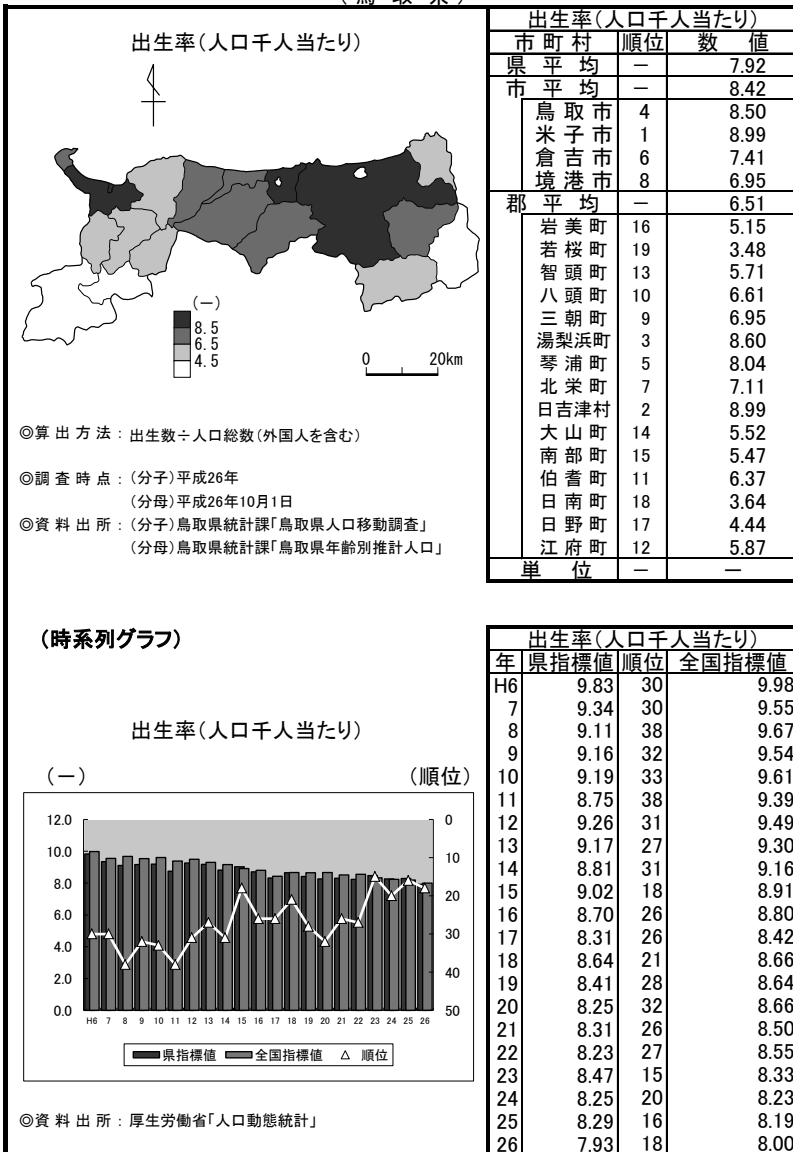 出生率(人口千人当たり)
(－)
8.5
6.5
4.5
0 20km
◎算出方法：出生数÷人口総数(外国人を含む)
◎調査時点：(分子)平成26年
(分母)平成26年10月1日
◎資料出所：(分子)鳥取県統計課「鳥取県人口移動調査」
(分母)鳥取県統計課「鳥取県年齢別推計人口」
出生率(人口千人当たり)
市町村 順位 数値
県平均 － 7.92
市平均 － 8.42
鳥取市 4 8.50
米子市 1 8.99
倉吉市 6 7.41
境港市 8 6.95
郡平均 － 6.51
岩美町 16 5.15
若桜町 19 3.48
智頭町 13 5.71
八頭町 10 6.61
三朝町 9 6.95
湯梨浜町 3 8.60
琴浦町 5 8.04
北栄町 7 7.11
日吉津村 2 8.99
大山町 14 5.52
南部町 15 5.47
伯耆町 11 6.37
日南町 18 3.64
日野町 17 4.44
江府町 12 5.87
単位 － －
(時系列グラフ)
出生率(人口千人当たり)
(－) (順位)
12.0 0
10.0 10
8.0 20
6.0 30
4.0 40
2.0
0.0 50
H6 7 8 9 10 11 12 13 14 15 16 17 18 19 20 21 22 23 24 25 26
県指標値 全国指標値 順位
◎資料出所：厚生労働省「人口動態統計」
出生率(人口千人当たり)
年 県指標値 順位 全国指標値
H6 9.83 30 9.98
7 9.34 30 9.55
8 9.11 38 9.67
9 9.16 32 9.54
10 9.19 33 9.61
11 8.75 38 9.39
12 9.26 31 9.49
13 9.17 27 9.30
14 8.81 31 9.16
15 9.02 18 8.91
16 8.70 26 8.80
17 8.31 26 8.42
18 8.64 21 8.66
19 8.41 28 8.64
20 8.25 32 8.66
21 8.31 26 8.50
22 8.23 27 8.55
23 8.47 15 8.33
24 8.25 20 8.23
25 8.29 16 8.19
26 7.93 18 8.00